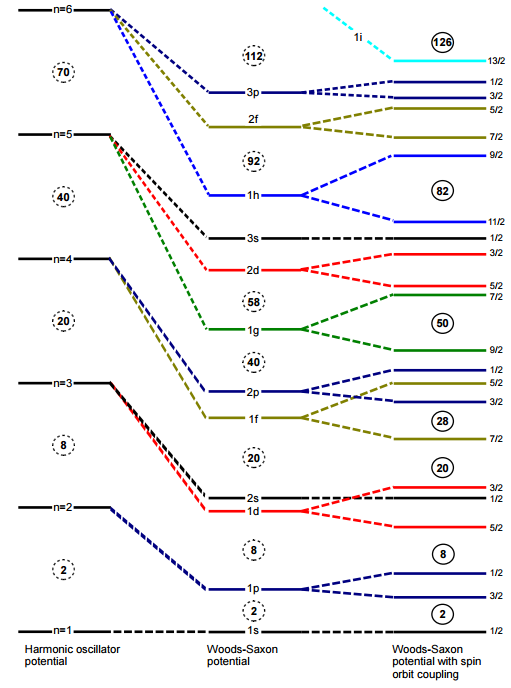 n=6
1i
126
13/2
112
70
1/2
3p
3/2
5/2
2f
n=5
7/2
92
9/2
82
40
1h
11/2
3s
1/2
3/2
n=4
2d
5/2
58
7/2
20
50
1g
9/2
40
1/2
n=3
5/2
2p
3/2
1f
28
7/2
8
20
20
3/2
2s
1/2
n=2
1d
5/2
8
8
2
1/2
1p
3/2
2
2
n=1
1s
1/2
Harmonic oscillator
potential
Woods-Saxon
potential
Woods-Saxon
potential with spin
orbit coupling